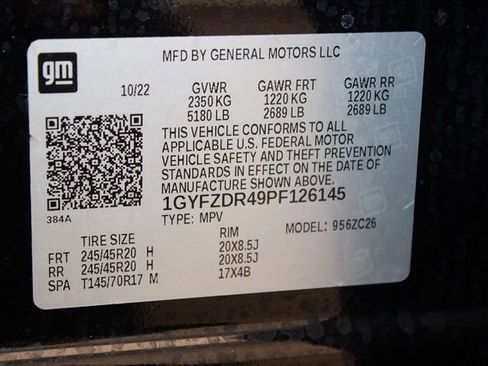 gm
MFD BY GENERAL MOTORS LLC
10/22 GVWR GAWR FRT GAWR RR
2350 KG 1220 KG 1220 KG
5180 LB 2689 LB 2689 LB
THIS VEHICLE CONFORMS TO ALL
APPLICABLE U.S. FEDERAL MOTOR
VEHICLE SAFETY AND THEFT PREVENTION
STANDARDS IN EFFECT ON THE DATE OF
MANUFACTURE SHOWN ABOVE.
1GYFZDR49PF126145
384A
TYPE: MPV MODEL: 956ZC26
TIRE SIZE RIM
FRT 245/45R20 H 20X8.5J
RR 245/45R20 H 20X8.5J
SPA T145/70R17 M 17X4B